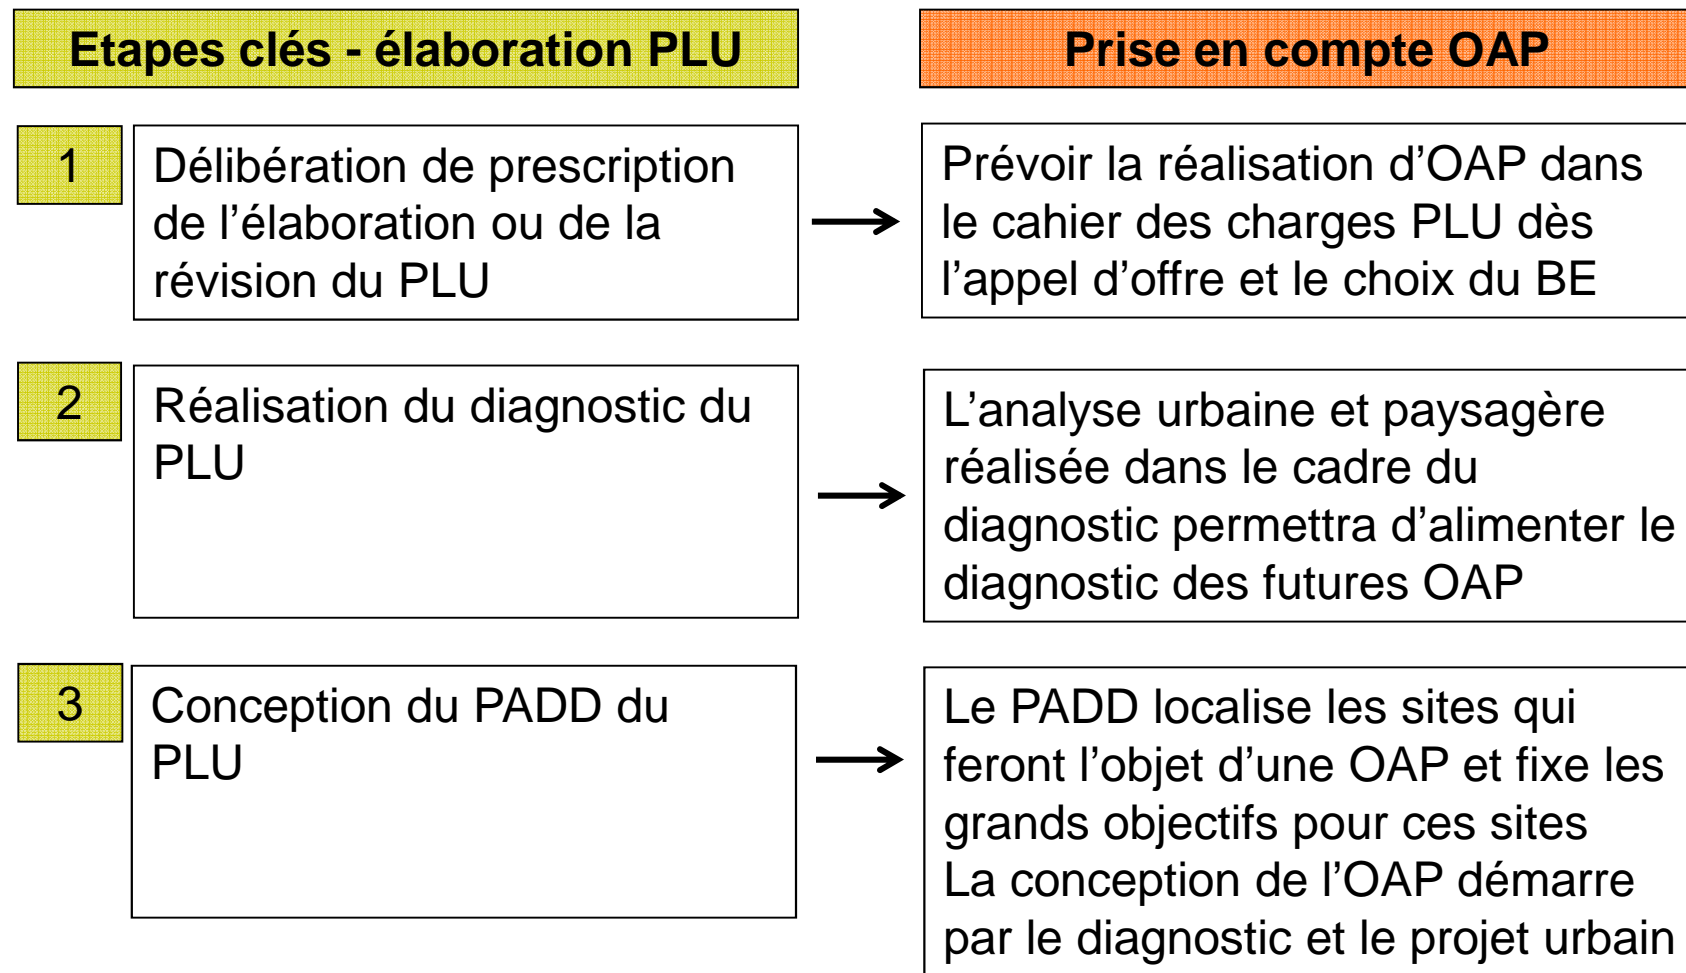 Etapes clés - élaboration PLU
Prise en compte OAP
1
Délibération de prescription
de l’élaboration ou de la
révision du PLU
Prévoir la réalisation d’OAP dans
le cahier des charges PLU dès
l’appel d’offre et le choix du BE
2
Réalisation du diagnostic du
PLU
L’analyse urbaine et paysagère
réalisée dans le cadre du
diagnostic permettra d’alimenter le
diagnostic des futures OAP
3
Conception du PADD du
PLU
Le PADD localise les sites qui
feront l’objet d’une OAP et fixe les
grands objectifs pour ces sites
La conception de l’OAP démarre
par le diagnostic et le projet urbain